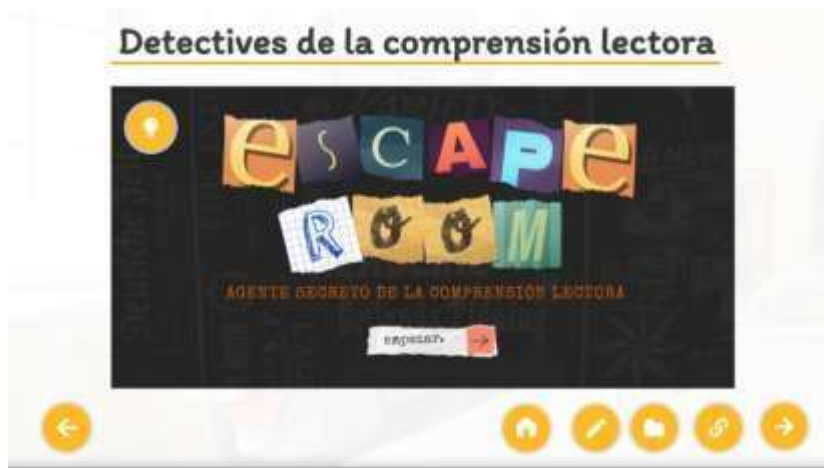 Detectives de la comprensión lectora
eSCAPe
ROOM
AGENTE SECRETO DE LA COMPRENSIÓN LECTORA
empezar.